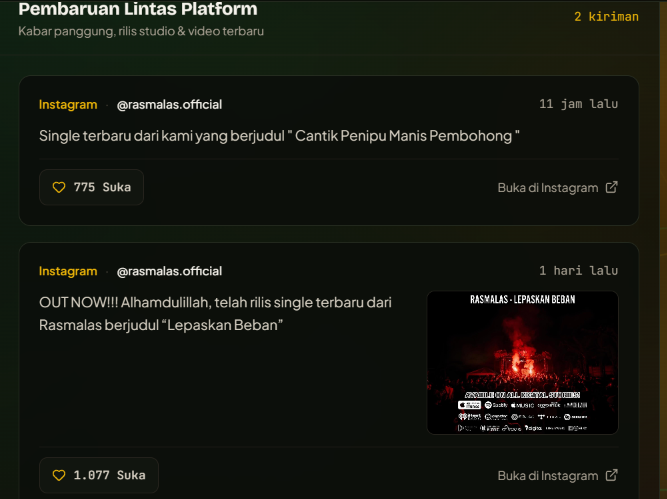 Pembaruan Lintas Platform
2 kiriman
Kabar panggung, rilis studio & video terbaru
Instagram · @rasmalas.official
11 jam lalu
Single terbaru dari kami yang berjudul " Cantik Penipu Manis Pembohong "
775 Suka
Buka di Instagram
Instagram · @rasmalas.official
1 hari lalu
OUT NOW!!! Alhamdulillah, telah rilis single terbaru dari
Rasmalas berjudul “Lepaskan Beban”
RASMALAS - LEPASKAN BEBAN
Spotify MUSIC
1.077 Suka
Buka di Instagram